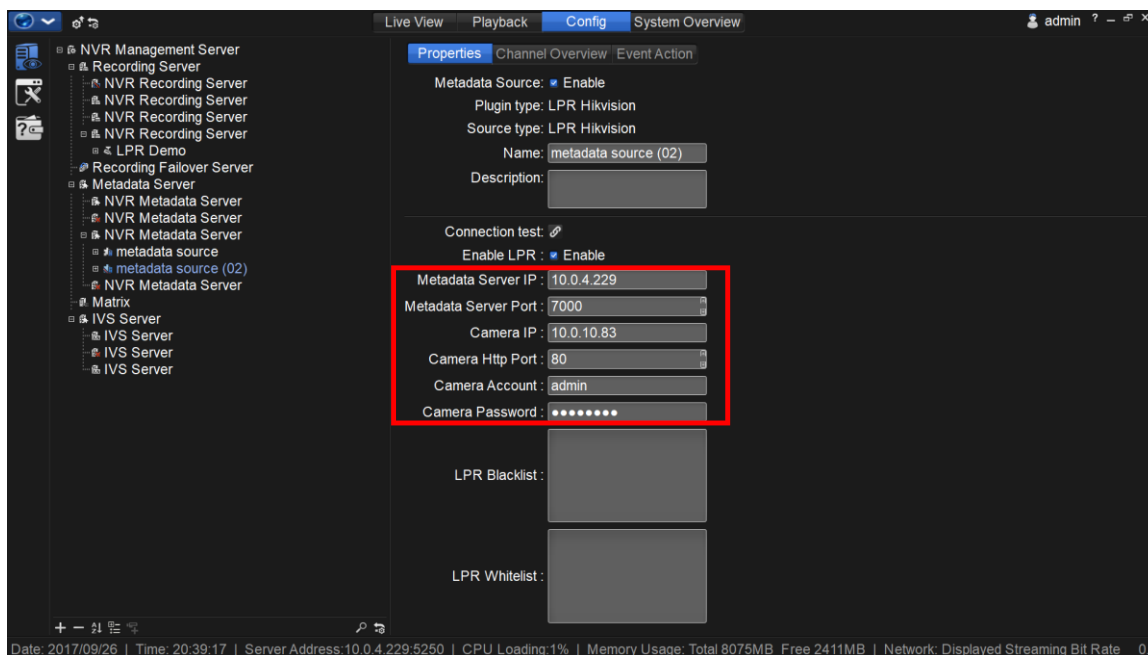 Live View Playback Config System Overview admin ? – × 
NVR Management Server
Recording Server
NVR Recording Server
NVR Recording Server
NVR Recording Server
NVR Recording Server
LPR Demo
Recording Failover Server
Metadata Server
NVR Metadata Server
NVR Metadata Server
NVR Metadata Server
metadata source
metadata source (02)
NVR Metadata Server
Matrix
IVS Server
IVS Server
IVS Server
IVS Server
Properties Channel Overview Event Action
Metadata Source: Enable
Plugin type: LPR Hikvision
Source type: LPR Hikvision
Name: metadata source (02)
Description:
Connection test:
Enable LPR : Enable
Metadata Server IP : 10.0.4.229
Metadata Server Port : 7000
Camera IP : 10.0.10.83
Camera Http Port : 80
Camera Account : admin
Camera Password : ●●●●●●●●
LPR Blacklist :
LPR Whitelist :
Date: 2017/09/26 | Time: 20:39:17 | Server Address:10.0.4.229:5250 | CPU Loading:1% | Memory Usage: Total 8075MB Free 2411MB | Network: Displayed Streaming Bit Rate 0